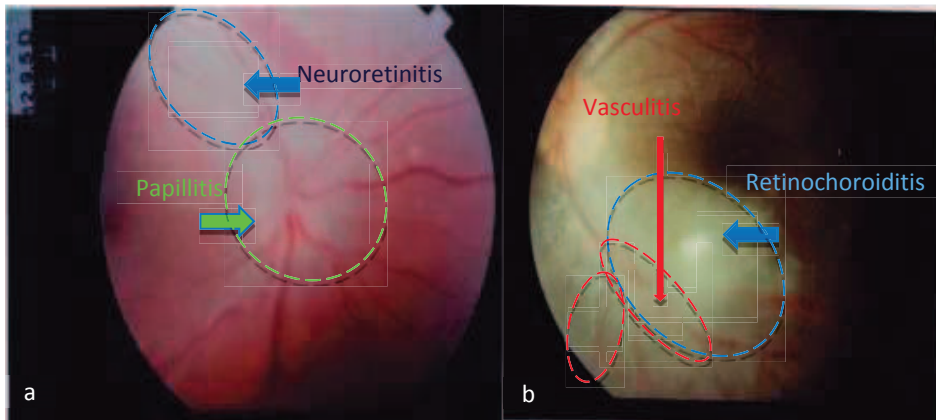 Neuroretinitis
Papillitis
a
Vasculitis
Retinochoroiditis
b